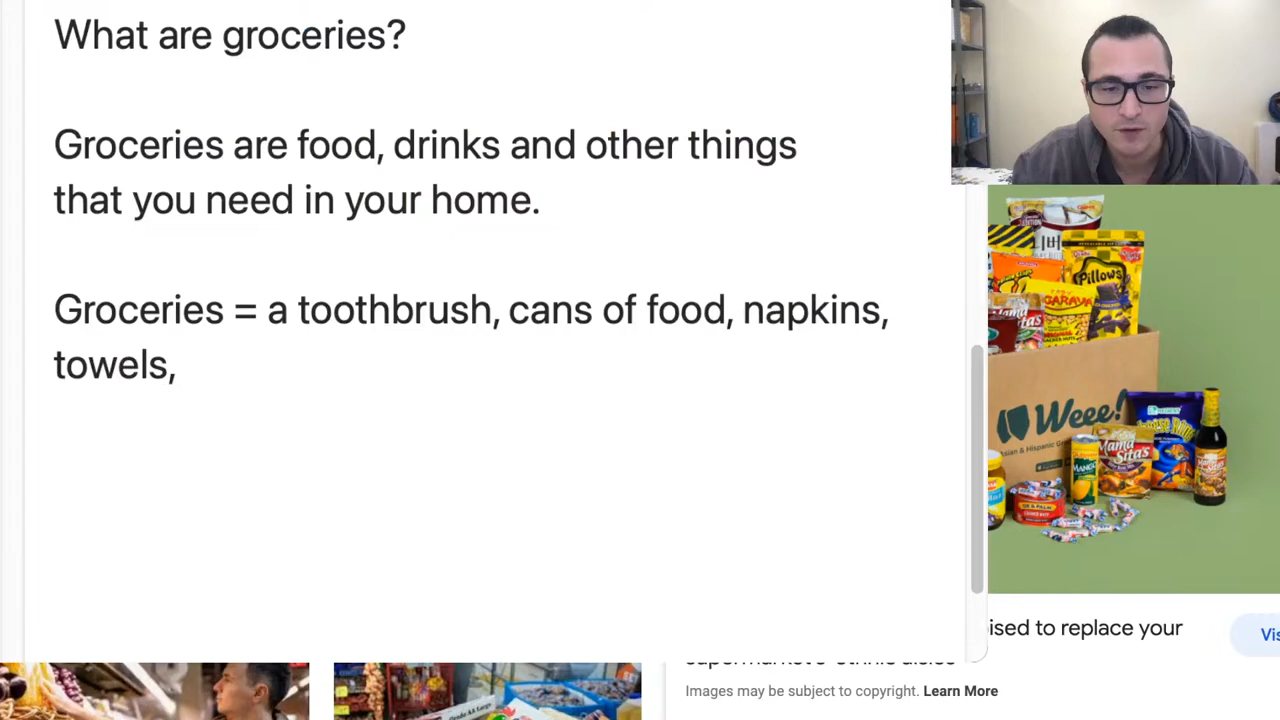 What are groceries?
Groceries are food, drinks and other things
that you need in your home.
Groceries = a toothbrush, cans of food, napkins,
towels,
Pillows
Mama
Sita's
Weee!
MANGO
ised to replace your
Images may be subject to copyright. Learn More